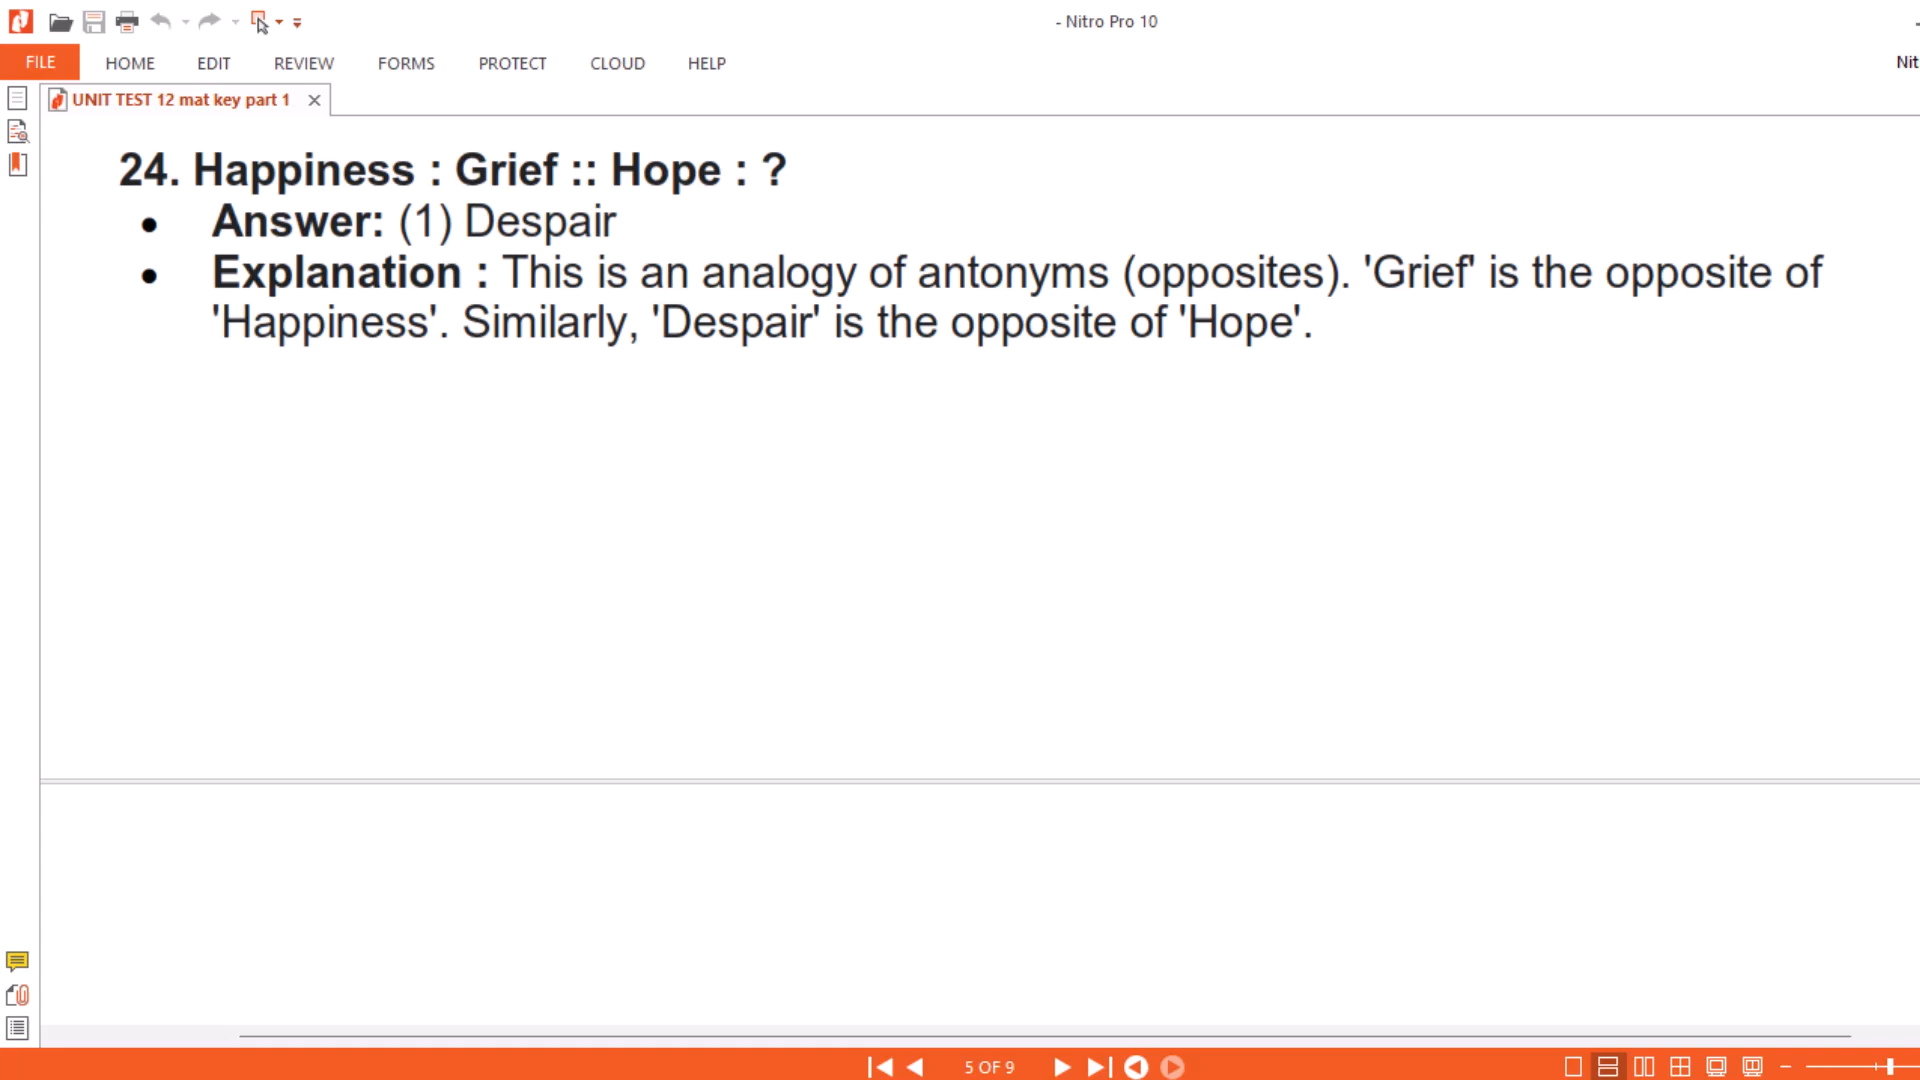 - Nitro Pro 10
FILE HOME EDIT REVIEW FORMS PROTECT CLOUD HELP Nit
UNIT TEST 12 mat key part 1
24. Happiness : Grief :: Hope : ?
• Answer: (1) Despair
• Explanation : This is an analogy of antonyms (opposites). 'Grief' is the opposite of
'Happiness'. Similarly, 'Despair' is the opposite of 'Hope'.
5 OF 9